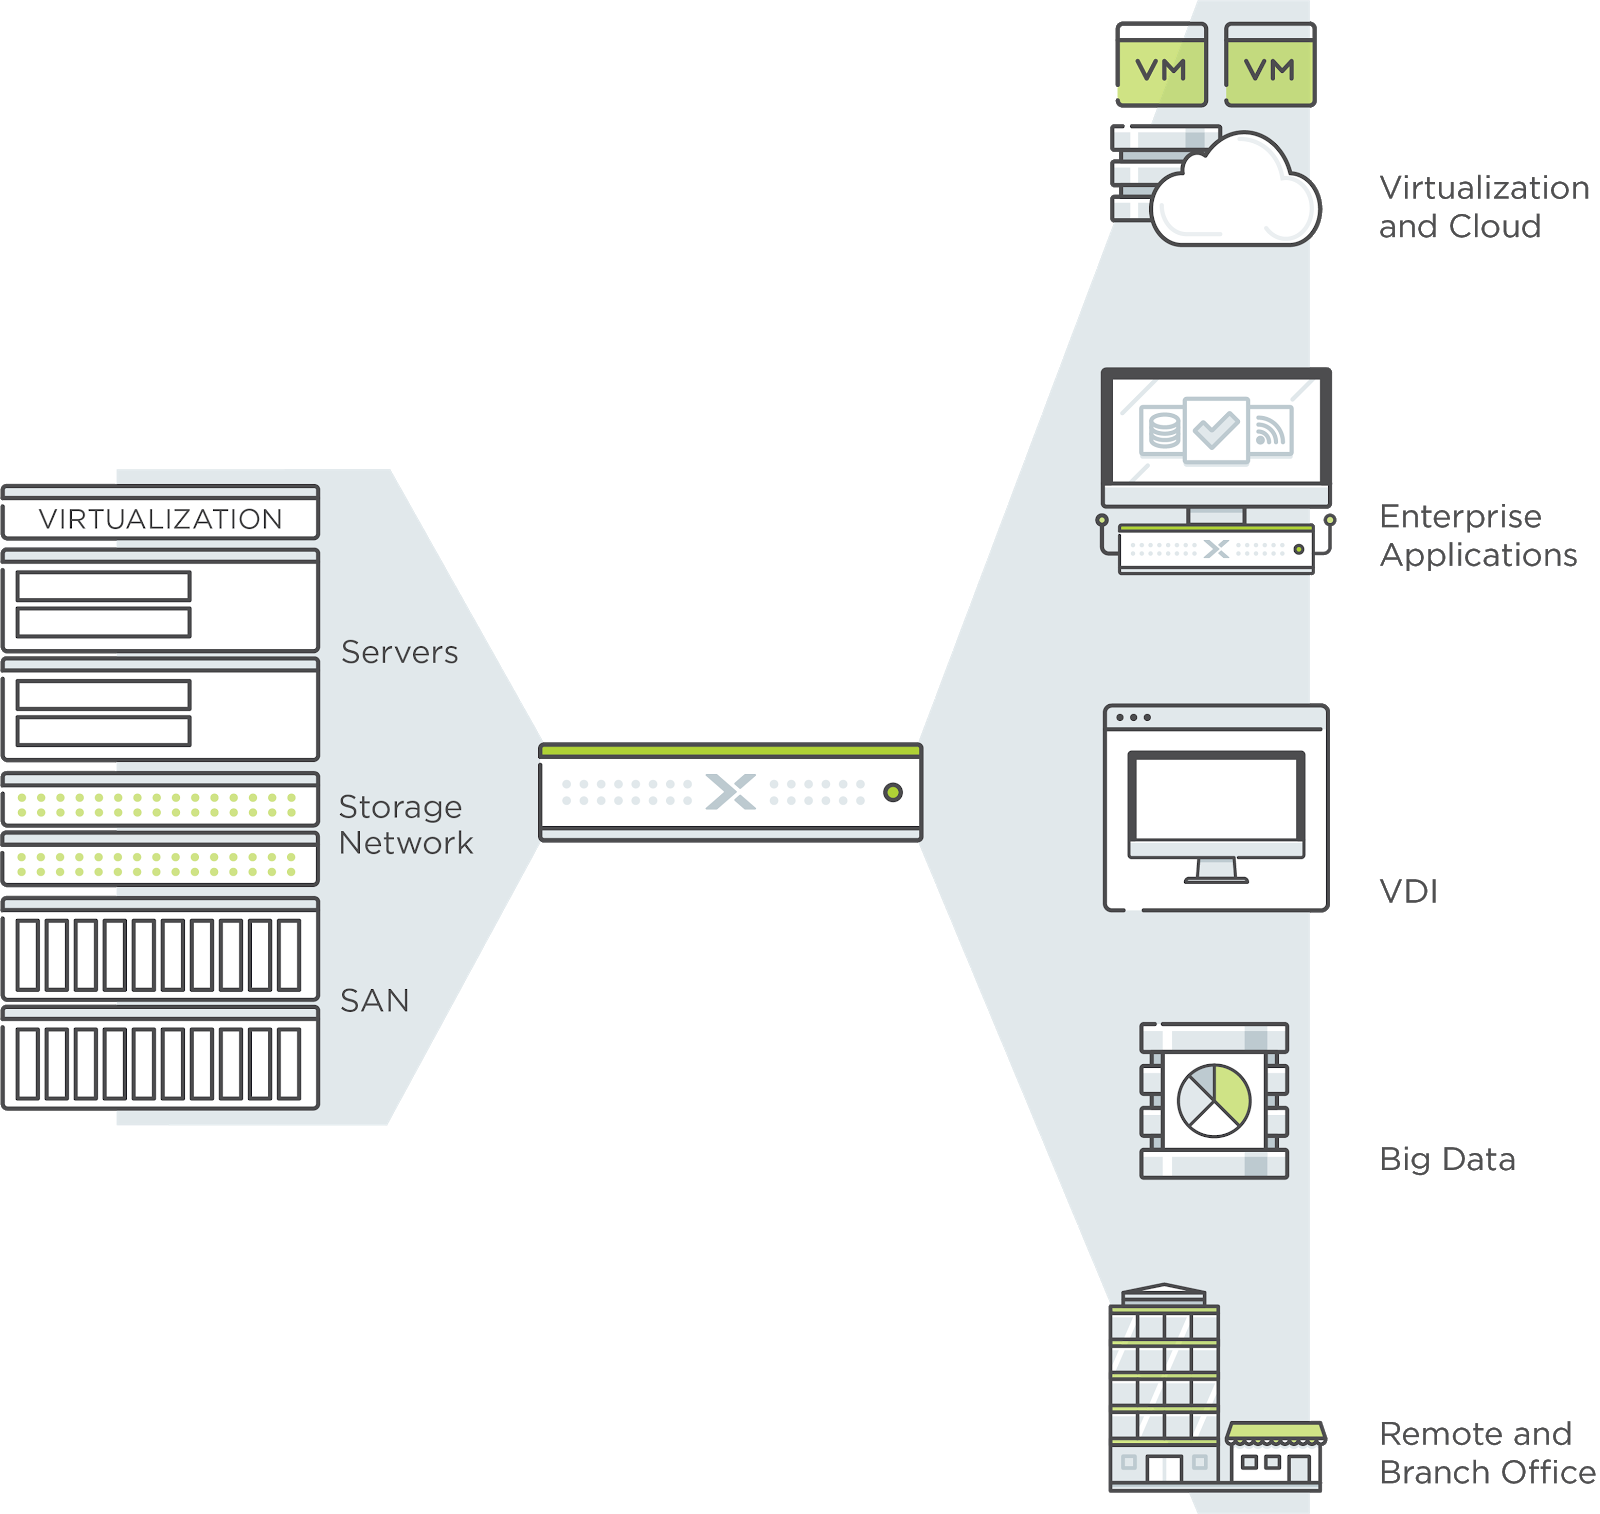 VM VM
Virtualization
and Cloud
Enterprise
Applications
VIRTUALIZATION
Servers
Storage
Network
SAN
VDI
Big Data
Remote and
Branch Office